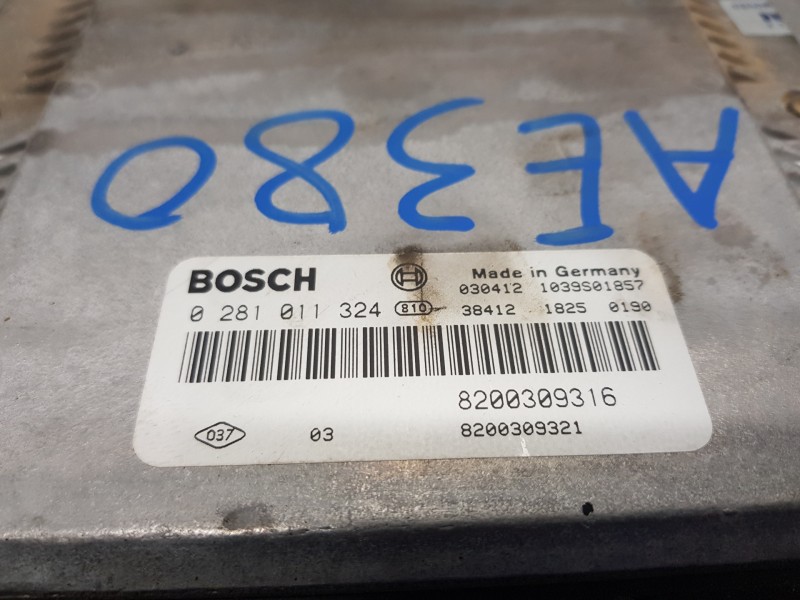 AE380
BOSCH
Made in Germany
030412 1039S01857
0 281 011 324 810 38412 1825 0190
8200309316
037 03 8200309321